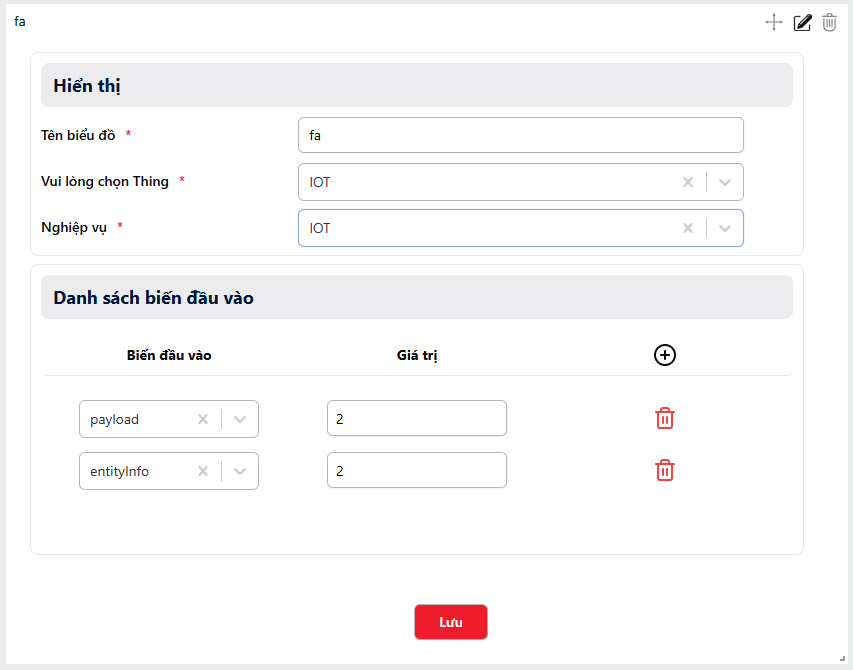 fa
Hiển thị
Tên biểu đồ * fa
Vui lòng chọn Thing * IOT
Nghiệp vụ * IOT
Danh sách biến đầu vào
Biến đầu vào Giá trị
payload 2
entityInfo 2
Lưu